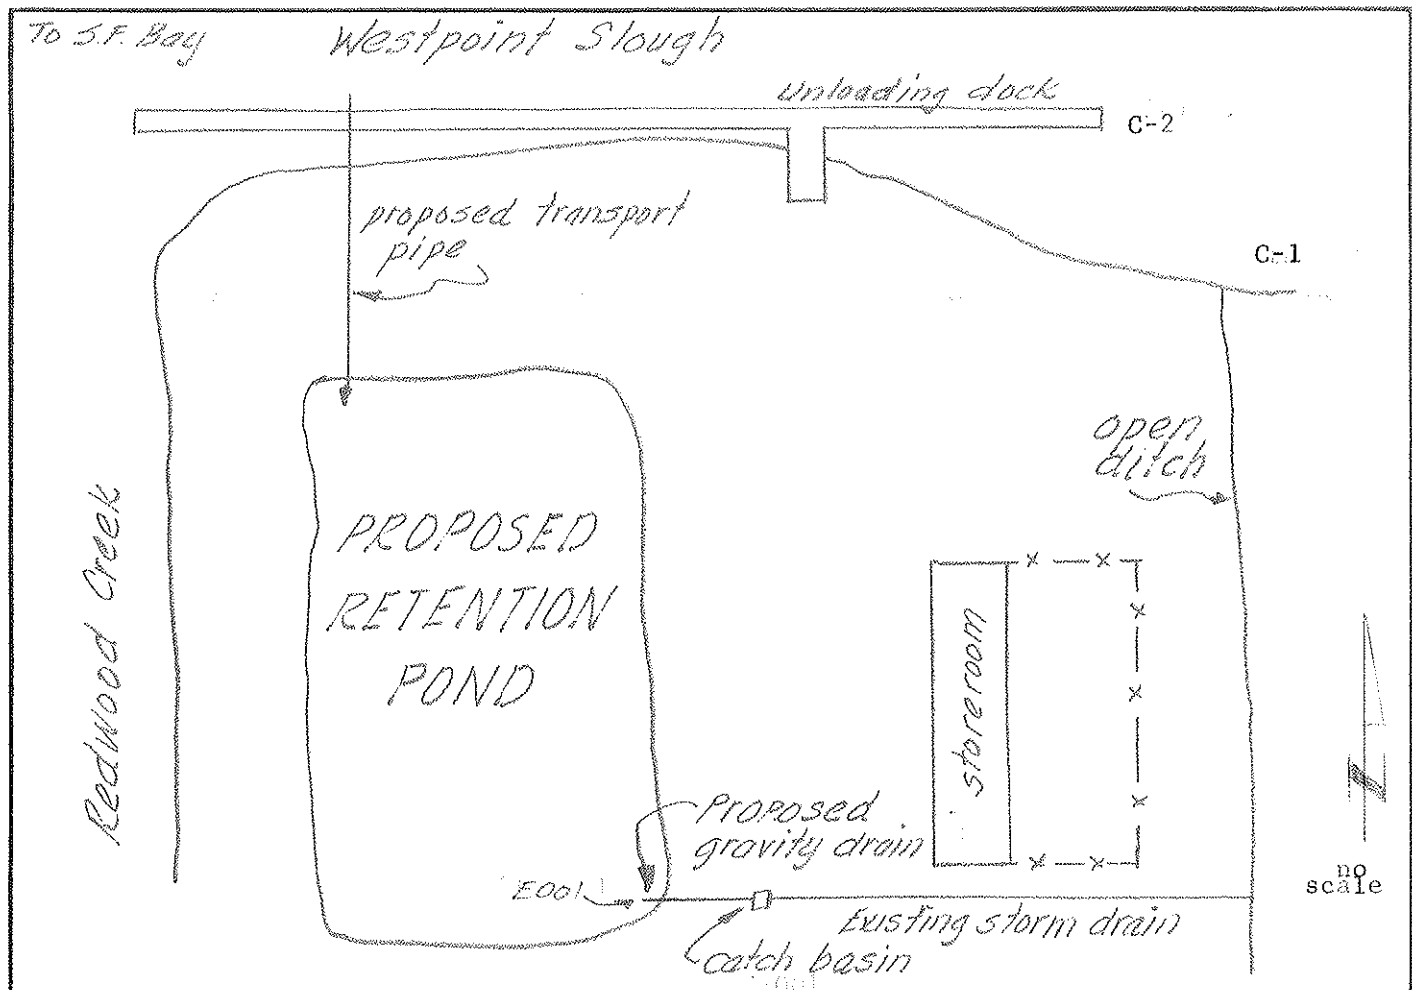 To S.F. Bay
Westpoint Slough
Unloading dock
C-2
proposed transport
pipe
C-1
open
ditch
Redwood Creek
PROPOSED
RETENTION
POND
storeroom
Proposed
gravity drain
E001
Existing storm drain
Catch basin
no
scale
N